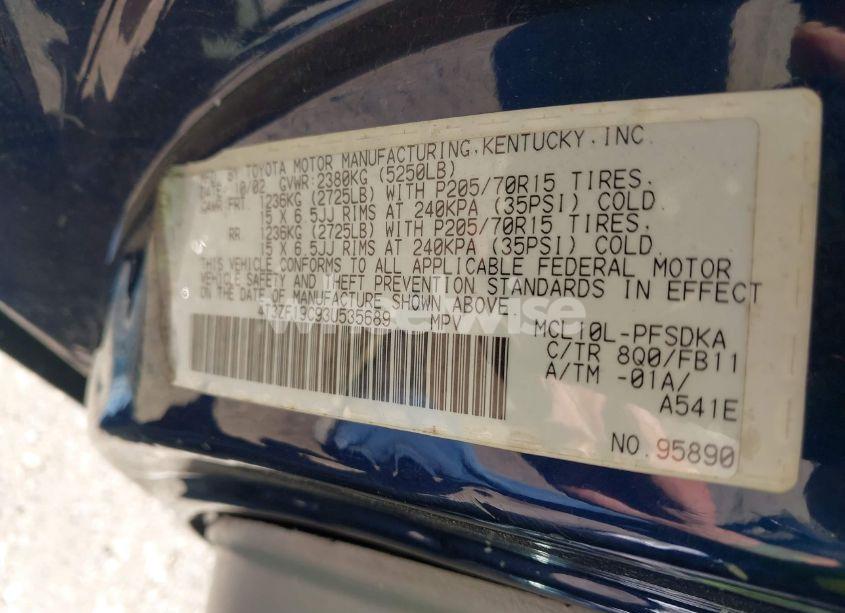 MFD. BY TOYOTA MOTOR MANUFACTURING, KENTUCKY, INC.
DATE: 10/02 GVWR: 2380KG (5250LB)
GAWR FRT. 1236KG (2725LB) WITH P205/70R15 TIRES,
15 X 6.5JJ RIMS AT 240KPA (35PSI) COLD.
RR. 1236KG (2725LB) WITH P205/70R15 TIRES,
15 X 6.5JJ RIMS AT 240KPA (35PSI) COLD.
THIS VEHICLE CONFORMS TO ALL APPLICABLE FEDERAL MOTOR
VEHICLE SAFETY AND THEFT PREVENTION STANDARDS IN EFFECT
ON THE DATE OF MANUFACTURE SHOWN ABOVE.
4T3ZF19C93U535689 MPV
wheelwise
MCL10L-PFSDKA
C/TR 8Q0/FB11
A/TM -01A/
A541E
NO. 95890